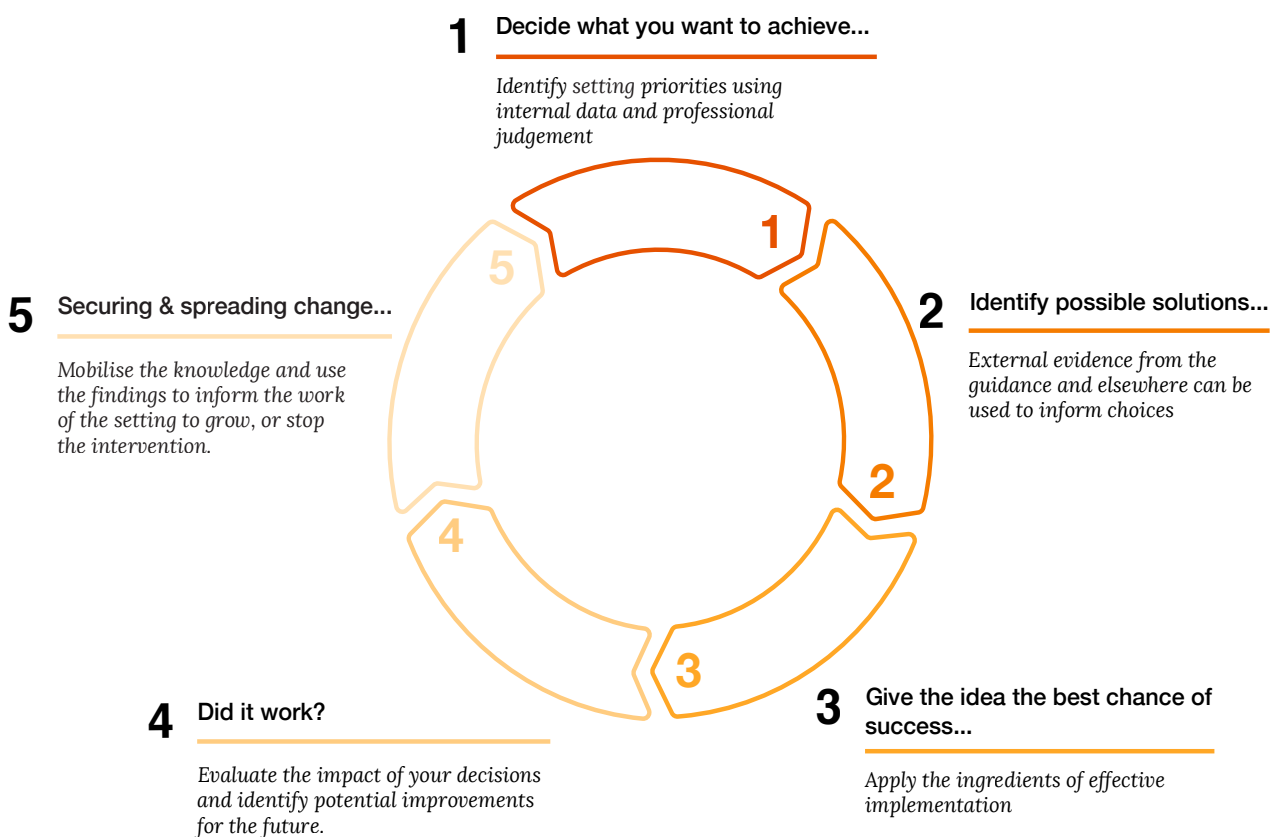 1
Decide what you want to achieve...
Identify setting priorities using
internal data and professional
judgement
1
2
Identify possible solutions...
External evidence from the
guidance and elsewhere can be
used to inform choices
2
3
Give the idea the best chance of
success...
Apply the ingredients of effective
implementation
3
4
Did it work?
Evaluate the impact of your decisions
and identify potential improvements
for the future.
4
5
Securing & spreading change...
Mobilise the knowledge and use
the findings to inform the work
of the setting to grow, or stop
the intervention.
5